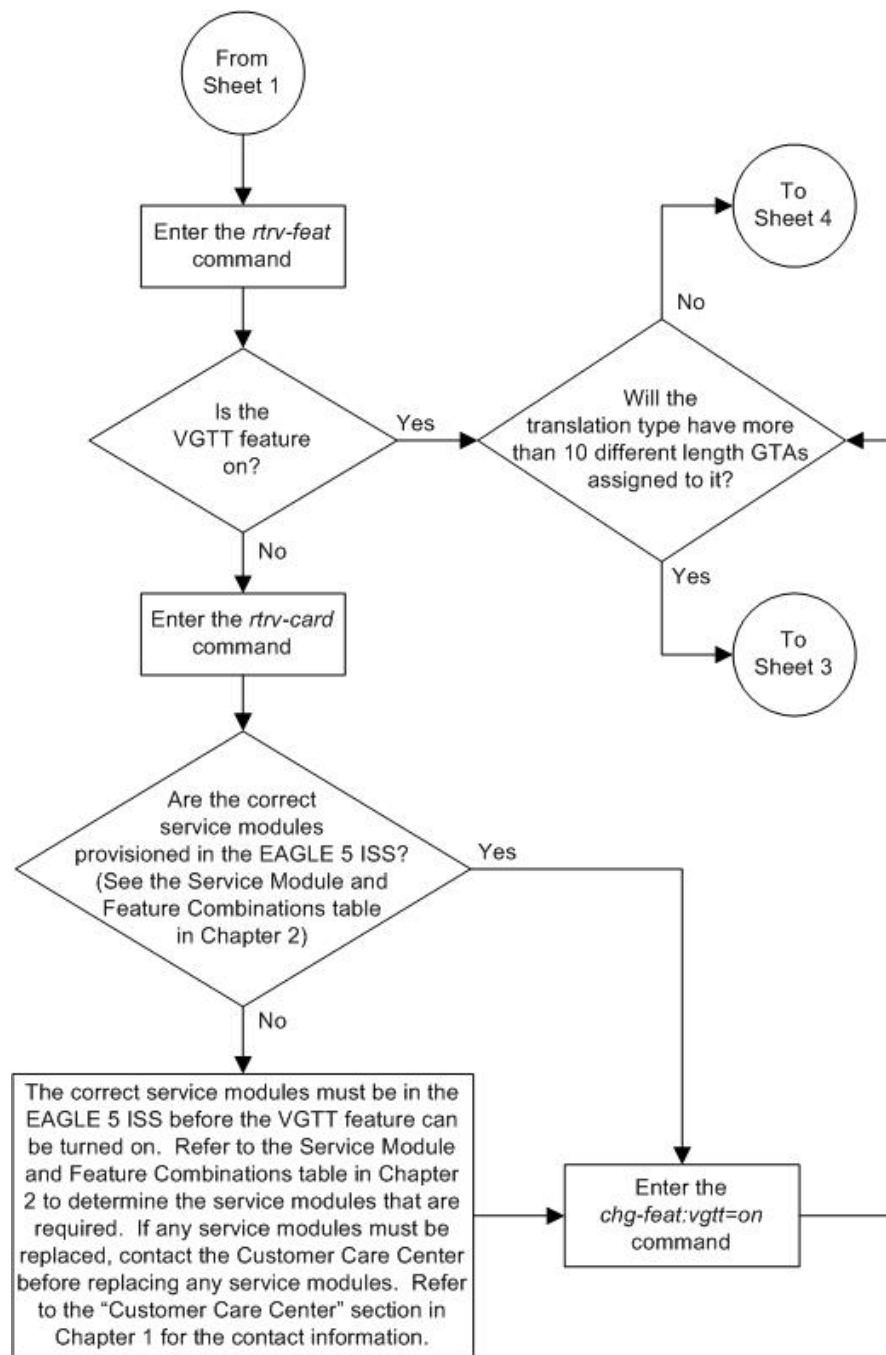 From
Sheet 1
Enter the rtrv-feat
command
Is the
VGTT feature
on?
Yes
No
Will the
translation type have more
than 10 different length GTAs
assigned to it?
No
To
Sheet 4
Yes
To
Sheet 3
Enter the rtrv-card
command
Are the correct
service modules
provisioned in the EAGLE 5 ISS?
(See the Service Module and
Feature Combinations table
in Chapter 2)
Yes
No
The correct service modules must be in the
EAGLE 5 ISS before the VGTT feature can
be turned on. Refer to the Service Module
and Feature Combinations table in Chapter
2 to determine the service modules that are
required. If any service modules must be
replaced, contact the Customer Care Center
before replacing any service modules. Refer
to the “Customer Care Center” section in
Chapter 1 for the contact information.
Enter the
chg-feat:vgtt=on
command